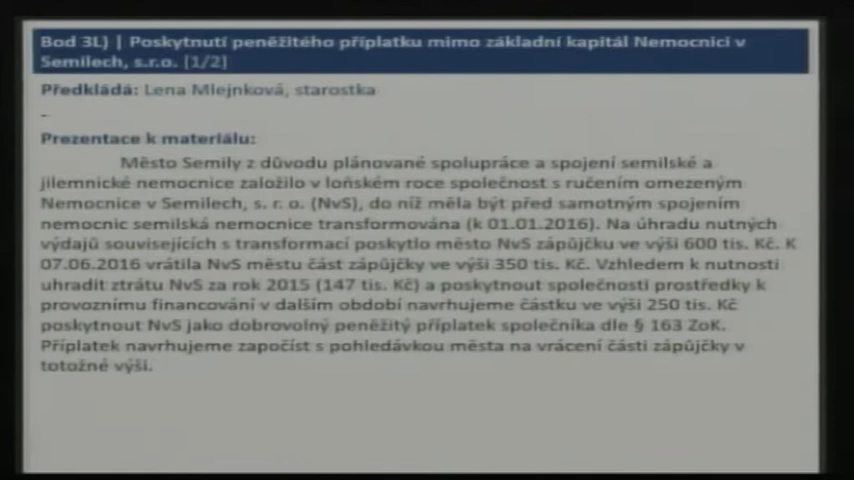 Bod 3L) | Poskytnutí peněžitého příplatku mimo základní kapitál Nemocnici v
Semilech, s.r.o. [1/2]
Předkládá: Lena Mlejnková, starostka
-
Prezentace k materiálu:
Město Semily z důvodu plánované spolupráce a spojení semilské a
jilemnické nemocnice založilo v loňském roce společnost s ručením omezeným
Nemocnice v Semilech, s. r. o. (NvS), do níž měla být před samotným spojením
nemocnic semilská nemocnice transformována (k 01.01.2016). Na úhradu nutných
výdajů souvisejících s transformací poskytlo město NvS zápůjčku ve výši 600 tis. Kč. K
07.06.2016 vrátila NvS městu část zápůjčky ve výši 350 tis. Kč. Vzhledem k nutnosti
uhradit ztrátu NvS za rok 2015 (147 tis. Kč) a poskytnout společnosti prostředky k
provoznímu financování v dalším období navrhujeme částku ve výši 250 tis. Kč
poskytnout NvS jako dobrovolný peněžitý příplatek společníka dle § 163 ZoK.
Příplatek navrhujeme započíst s pohledávkou města na vrácení části zápůjčky v
totožné výši.